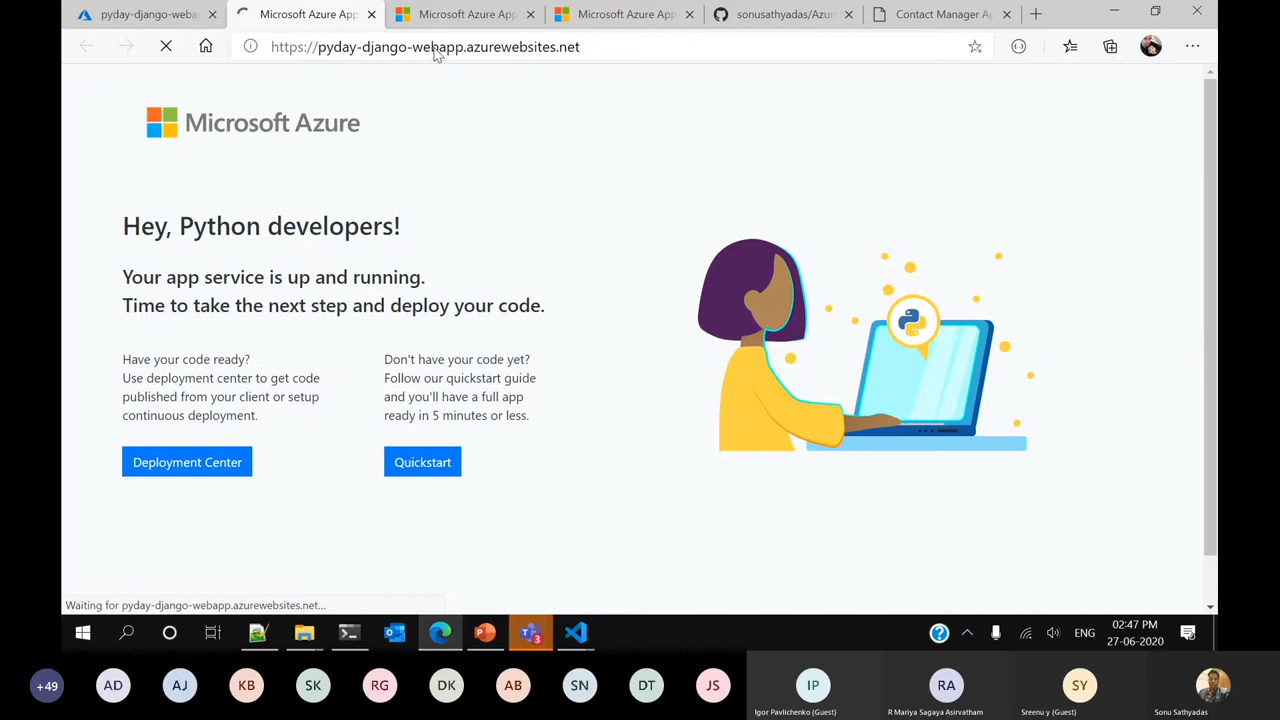 pyday-django-weba
Microsoft Azure App
Microsoft Azure App
Microsoft Azure App
sonusathyadas/Azur
Contact Manager A
https://pyday-django-webapp.azurewebsites.net
Microsoft Azure
Hey, Python developers!
Your app service is up and running.
Time to take the next step and deploy your code.
Have your code ready?
Use deployment center to get code
published from your client or setup
continuous deployment.
Deployment Center
Don't have your code yet?
Follow our quickstart guide
and you'll have a full app
ready in 5 minutes or less.
Quickstart
Waiting for pyday-django-webapp.azurewebsites.net...
3
ENG
02:47 PM
27-06-2020
+49
AD
AJ
KB
SK
RG
DK
AB
SN
DT
JS
IP
Igor Pavlichenko (Guest)
RA
R Mariya Sagaya Asirvatham
SY
Sreenu y (Guest)
Sonu Sathyadas